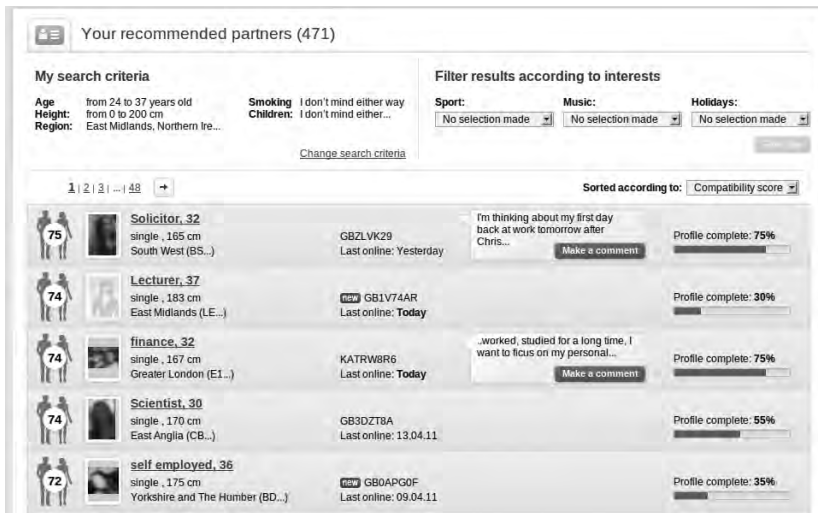 Your recommended partners (471)
My search criteria
Age from 24 to 37 years old
Height: from 0 to 200 cm
Region: East Midlands, Northern Ire...
Smoking I don't mind either way
Children: I don't mind either...
Change search criteria
Filter results according to interests
Sport: Music: Holidays:
No selection made No selection made No selection made
1 | 2 | 3 | ... | 48
Sorted according to: Compatibility score
75
Solicitor, 32
single , 165 cm
South West (BS...)
GBZLVK29
Last online: Yesterday
I'm thinking about my first day
back at work tomorrow after
Chris...
Make a comment
Profile complete: 75%
74
Lecturer, 37
single , 183 cm
East Midlands (LE...)
new GB1V74AR
Last online: Today
Profile complete: 30%
74
finance, 32
single , 167 cm
Greater London (E1...)
KATRW8R6
Last online: Today
..worked, studied for a long time, I
want to ficus on my personal...
Make a comment
Profile complete: 75%
74
Scientist, 30
single , 170 cm
East Anglia (CB...)
GB3DZT8A
Last online: 13.04.11
Profile complete: 55%
72
self employed, 36
single , 175 cm
Yorkshire and The Humber (BD...)
new GB0APG0F
Last online: 09.04.11
Profile complete: 35%